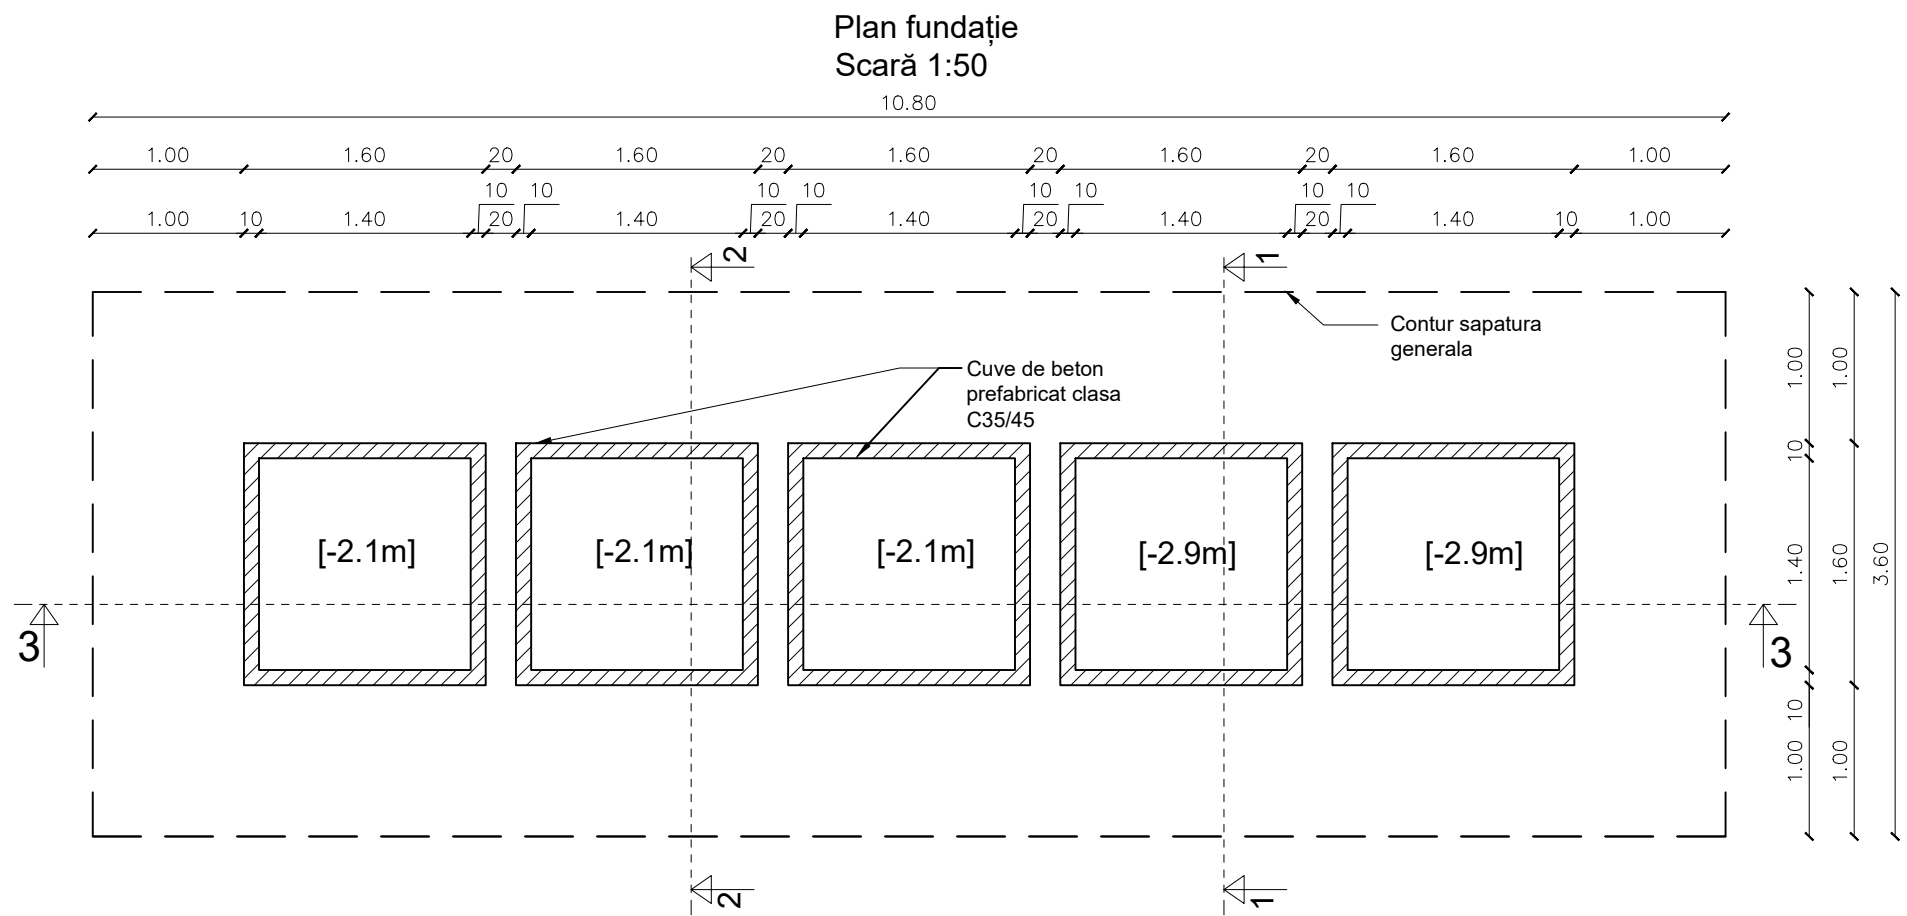 Plan fundație
Scară 1:50
10.80
1.00 1.60 20 1.60 20 1.60 20 1.60 20 1.60 1.00
10 10 10 10 10 10 10 10
1.00 10 1.40 20 1.40 20 1.40 20 1.40 20 1.40 10 1.00
2 1
Contur sapatura
generala
Cuve de beton
prefabricat clasa
C35/45
1.00 1.00
10
[-2.1m] [-2.1m] [-2.1m] [-2.9m] [-2.9m]
1.40 1.60 3.60
3 3
10
1.00 1.00
2 1